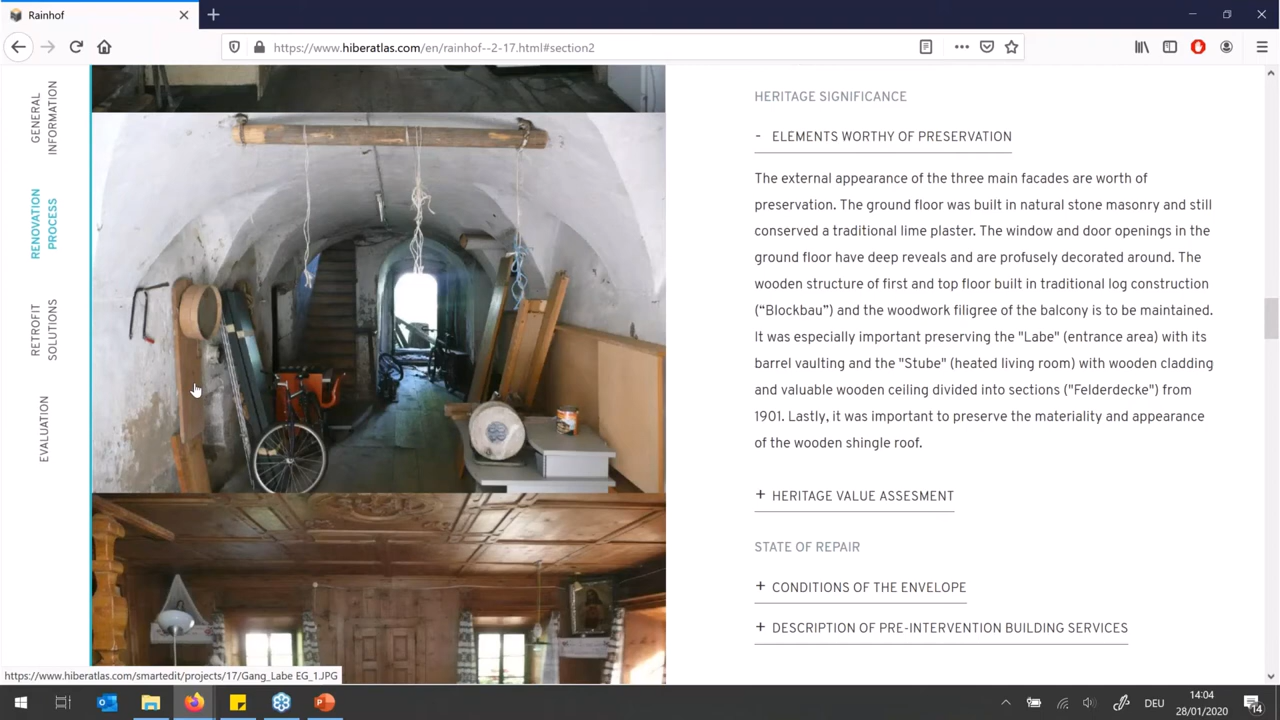 Rainhof
https://www.hiberatlas.com/en/rainhof--2-17.html#section2
GENERAL
INFORMATION
RENOVATION
PROCESS
RETROFIT
SOLUTIONS
EVALUATION
HERITAGE SIGNIFICANCE
- ELEMENTS WORTHY OF PRESERVATION
The external appearance of the three main facades are worth of
preservation. The ground floor was built in natural stone masonry and still
conserved a traditional lime plaster. The window and door openings in the
ground floor have deep reveals and are profusely decorated around. The
wooden structure of first and top floor built in traditional log construction
(“Blockbau”) and the woodwork filigree of the balcony is to be maintained.
It was especially important preserving the "Labe" (entrance area) with its
barrel vaulting and the "Stube" (heated living room) with wooden cladding
and valuable wooden ceiling divided into sections ("Felderdecke") from
1901. Lastly, it was important to preserve the materiality and appearance
of the wooden shingle roof.
+ HERITAGE VALUE ASSESMENT
STATE OF REPAIR
+ CONDITIONS OF THE ENVELOPE
+ DESCRIPTION OF PRE-INTERVENTION BUILDING SERVICES
https://www.hiberatlas.com/smartedit/projects/17/Gang_Labe EG_1.JPG
DEU
14:04
28/01/2020
14